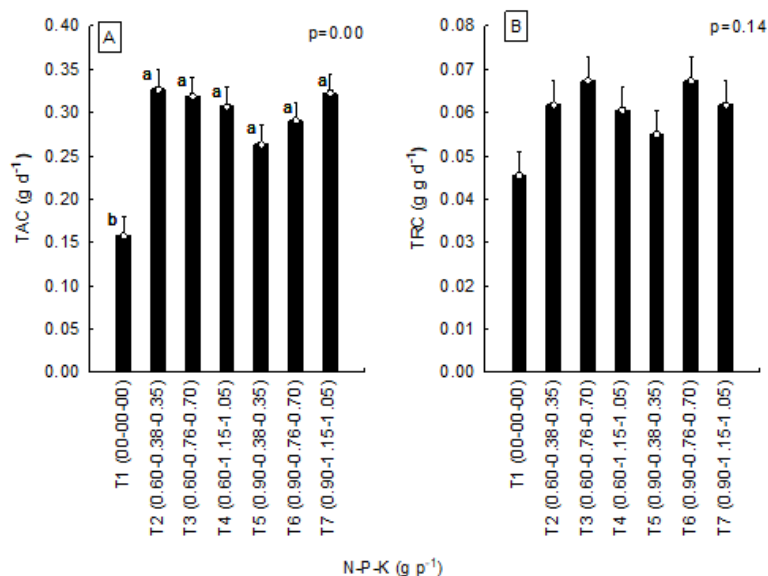 A
p=0.00
0.40
0.35
0.30
0.25
0.20
0.15
0.10
0.05
0.00
TAC (g d⁻¹)
b
a
a
a
a
a
a
T1 (00-00-00)
T2 (0.60-0.38-0.35)
T3 (0.60-0.76-0.70)
T4 (0.60-1.15-1.05)
T5 (0.90-0.38-0.35)
T6 (0.90-0.76-0.70)
T7 (0.90-1.15-1.05)
B
p=0.14
0.08
0.07
0.06
0.05
0.04
0.03
0.02
0.01
0.00
TRC (g g d⁻¹)
T1 (00-00-00)
T2 (0.60-0.38-0.35)
T3 (0.60-0.76-0.70)
T4 (0.60-1.15-1.05)
T5 (0.90-0.38-0.35)
T6 (0.90-0.76-0.70)
T7 (0.90-1.15-1.05)
N-P-K (g p⁻¹)